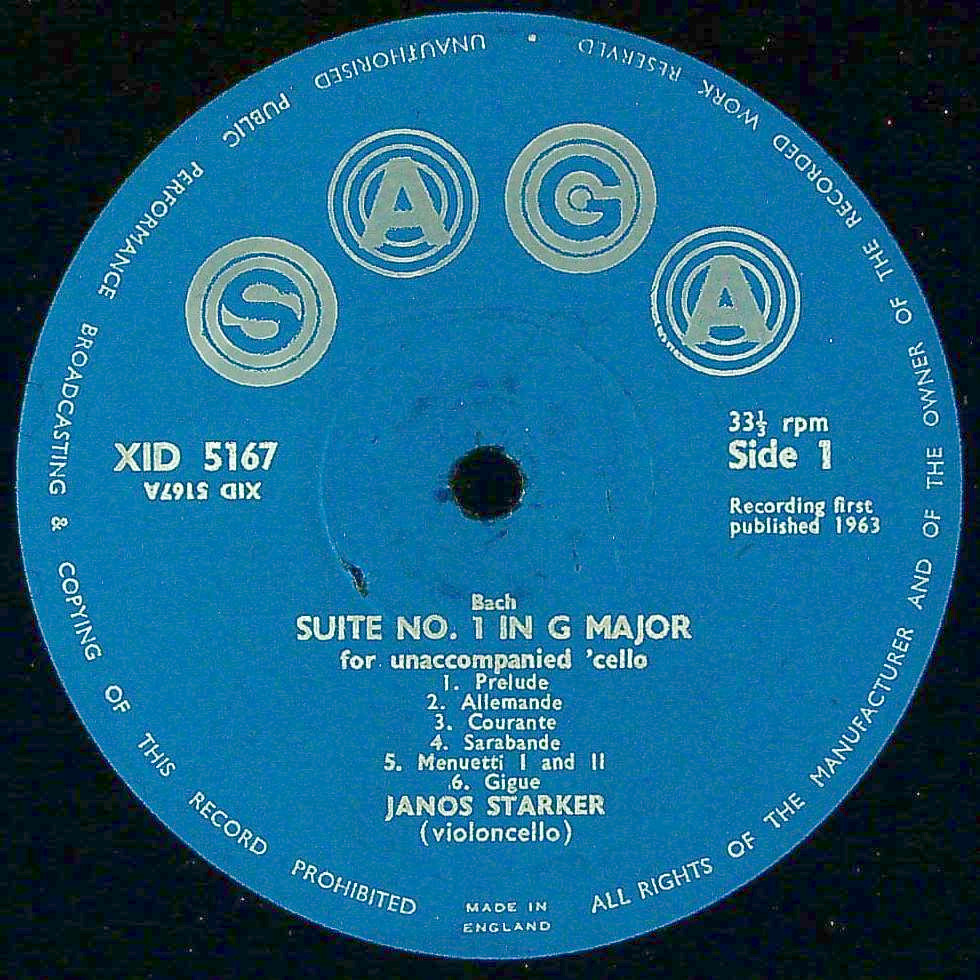 UNAUTHORISED PUBLIC PERFORMANCE BROADCASTING & COPYING OF THIS RECORD PROHIBITED
ALL RIGHTS OF THE MANUFACTURER AND OF THE OWNER OF THE RECORDED WORK RESERVED
SAGA
XID 5167
XID 5167A
33⅓ rpm
Side 1
Recording first
published 1963
Bach
SUITE NO. 1 IN G MAJOR
for unaccompanied 'cello
1. Prelude
2. Allemande
3. Courante
4. Sarabande
5. Menuetti I and II
6. Gigue
JANOS STARKER
(violoncello)
MADE IN
ENGLAND